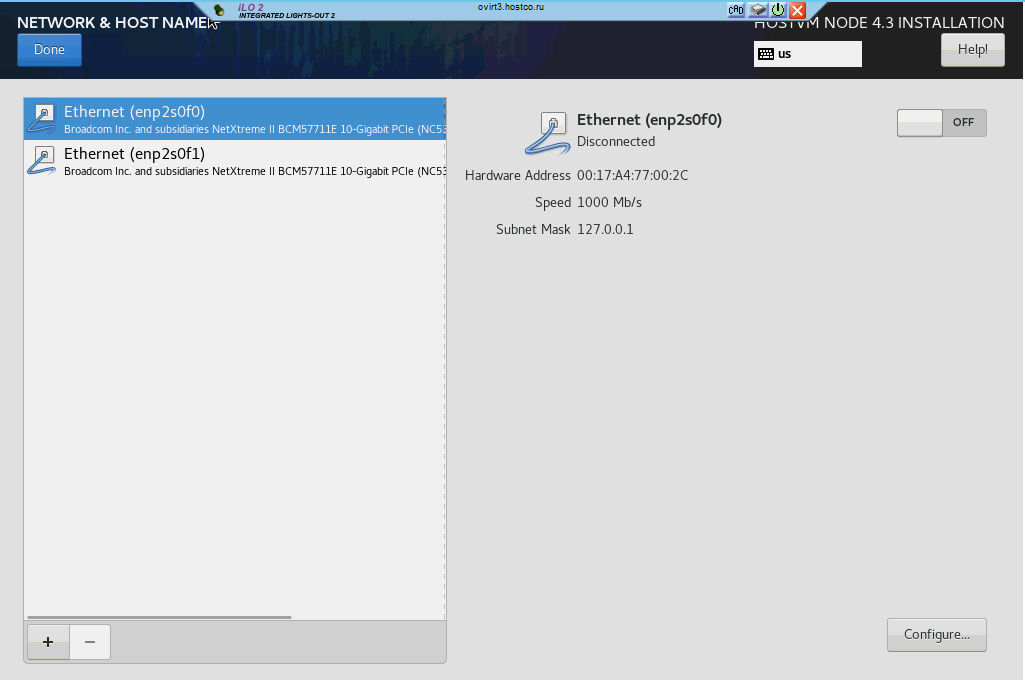 iLO 2
INTEGRATED LIGHTS-OUT 2
ovirt3.hostco.ru
CAD
NETWORK & HOST NAME
HOSTVM NODE 4.3 INSTALLATION
Done
us
Help!
Ethernet (enp2s0f0)
Broadcom Inc. and subsidiaries NetXtreme II BCM57711E 10-Gigabit PCIe (NC53
Ethernet (enp2s0f1)
Broadcom Inc. and subsidiaries NetXtreme II BCM57711E 10-Gigabit PCIe (NC53
Ethernet (enp2s0f0)
Disconnected
OFF
Hardware Address 00:17:A4:77:00:2C
Speed 1000 Mb/s
Subnet Mask 127.0.0.1
+ −
Configure...